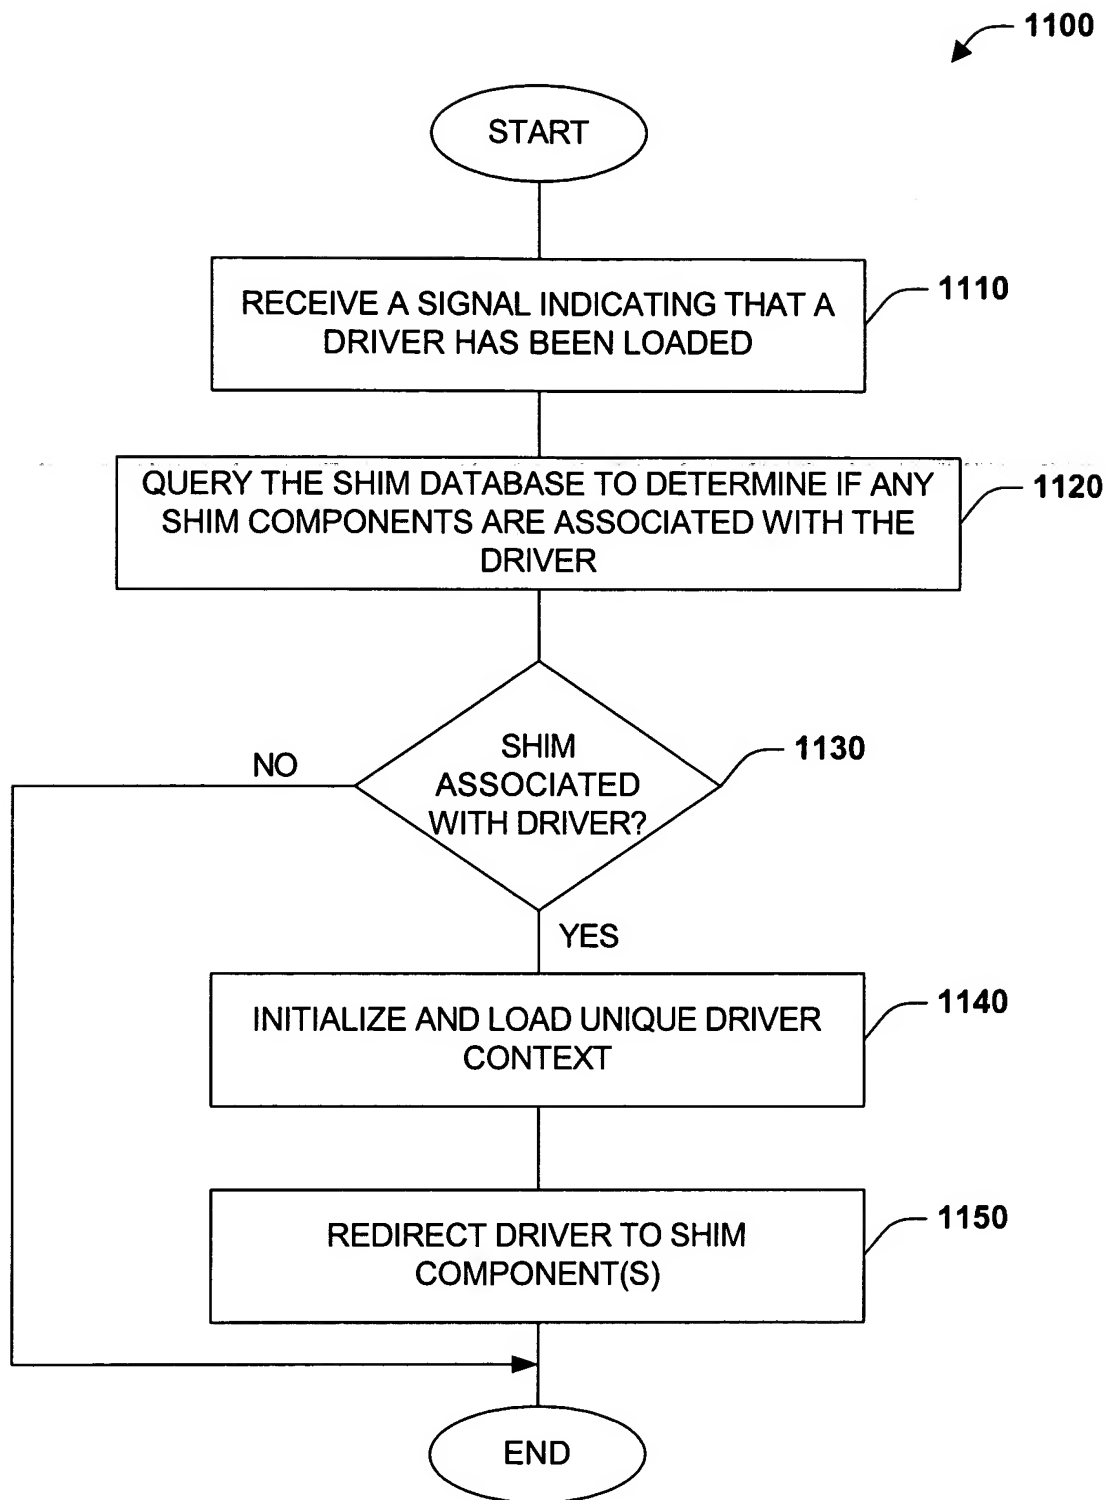 1100
START
RECEIVE A SIGNAL INDICATING THAT A
DRIVER HAS BEEN LOADED
1110
QUERY THE SHIM DATABASE TO DETERMINE IF ANY
SHIM COMPONENTS ARE ASSOCIATED WITH THE
DRIVER
1120
SHIM
ASSOCIATED
WITH DRIVER?
1130
NO
YES
INITIALIZE AND LOAD UNIQUE DRIVER
CONTEXT
1140
REDIRECT DRIVER TO SHIM
COMPONENT(S)
1150
END